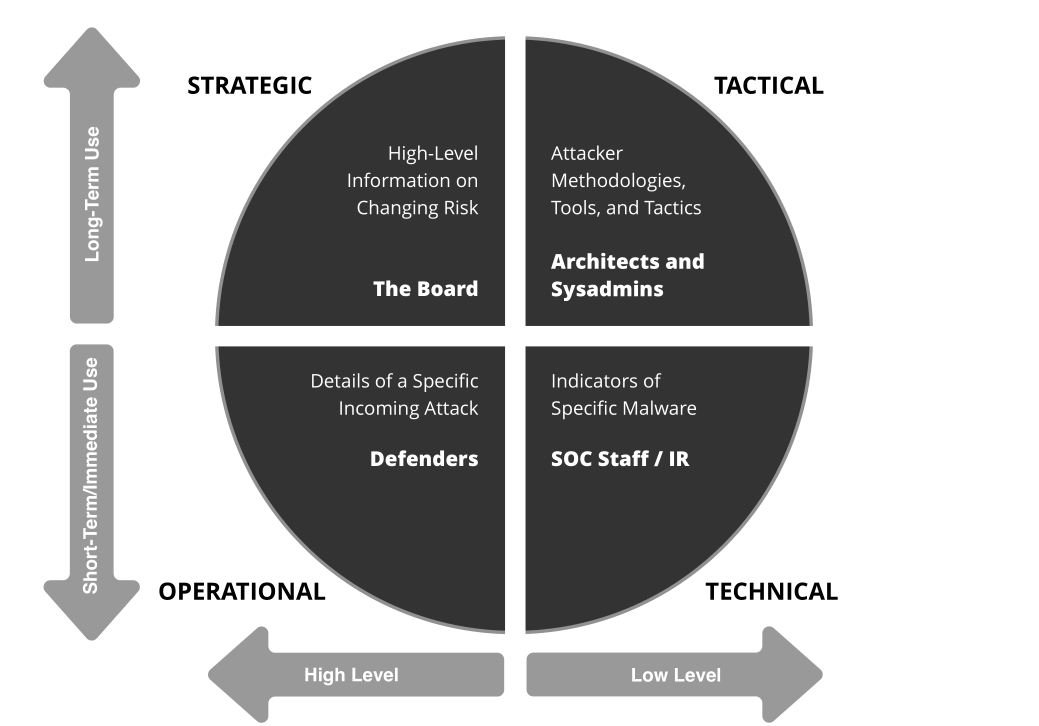 STRATEGIC
TACTICAL
Long-Term Use
High-Level
Information on
Changing Risk
The Board
Attacker
Methodologies,
Tools, and Tactics
Architects and
Sysadmins
Short-Term/Immediate Use
Details of a Specific
Incoming Attack
Defenders
Indicators of
Specific Malware
SOC Staff / IR
OPERATIONAL
TECHNICAL
High Level
Low Level